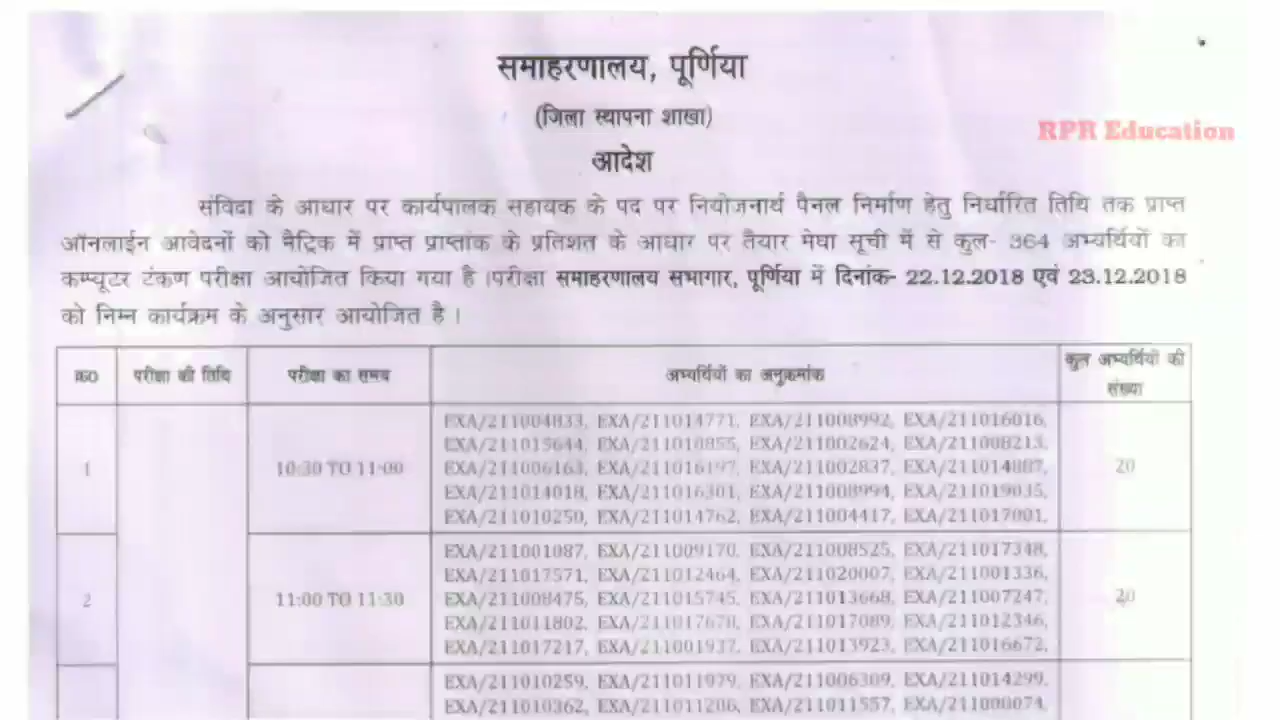 समाहरणालय, पूर्णिया
(जिला स्थापना शाखा)
RPR Education
आदेश
संविदा के आधार पर कार्यपालक सहायक के पद पर नियोजनार्थ पैनल निर्माण हेतु निर्धारित तिथि तक प्राप्त
ऑनलाईन आवेदनों को मैट्रिक में प्राप्त प्राप्तांक के प्रतिशत के आधार पर तैयार मेघा सूची में से कुल- 364 अभ्यर्थियों का
कम्प्यूटर टंकण परीक्षा आयोजित किया गया है ।परीक्षा समाहरणालय सभागार, पूर्णिया में दिनांक- 22.12.2018 एवं 23.12.2018
को निम्न कार्यक्रम के अनुसार आयोजित है ।
क्र0 परीक्षा की तिथि परीक्षा का समय अभ्यर्थियों का अनुक्रमांक कुल अभ्यर्थियों की
संख्या
EXA/211004833, EXA/211014771, EXA/211008992, EXA/211016016,
EXA/211015644, EXA/211010855, EXA/211002624, EXA/211008213,
1 10:30 TO 11:00 EXA/211006163, EXA/211016197, EXA/211002837, EXA/211014887, 20
EXA/211014018, EXA/211016301, EXA/211008994, EXA/211019035,
EXA/211010250, EXA/211014762, EXA/211004417, EXA/211017001,
EXA/211001087, EXA/211009170, EXA/211008525, EXA/211017348,
EXA/211017571, EXA/211012464, EXA/211020007, EXA/211001336,
2 11:00 TO 11:30 EXA/211008475, EXA/211015745, EXA/211013668, EXA/211007247, 20
EXA/211011802, EXA/211017678, EXA/211017089, EXA/211012346,
EXA/211017217, EXA/211001937, EXA/211013923, EXA/211016672,
EXA/211010259, EXA/211011979, EXA/211006309, EXA/211014299,
EXA/211010362, EXA/211011206, EXA/211011557, EXA/211000074,